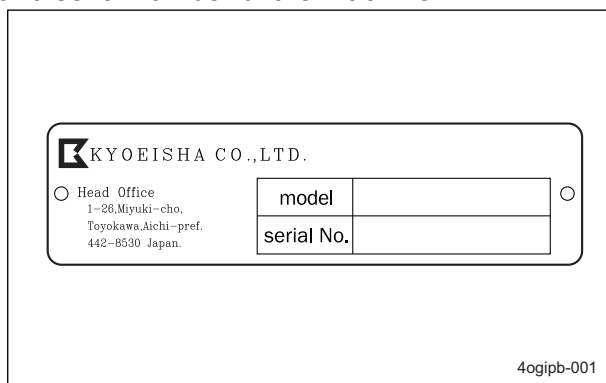 KYOEISHA CO.,LTD.
Head Office
1-26,Miyuki-cho,
Toyokawa,Aichi-pref.
442-8530 Japan.
model
serial No.
4ogipb-001